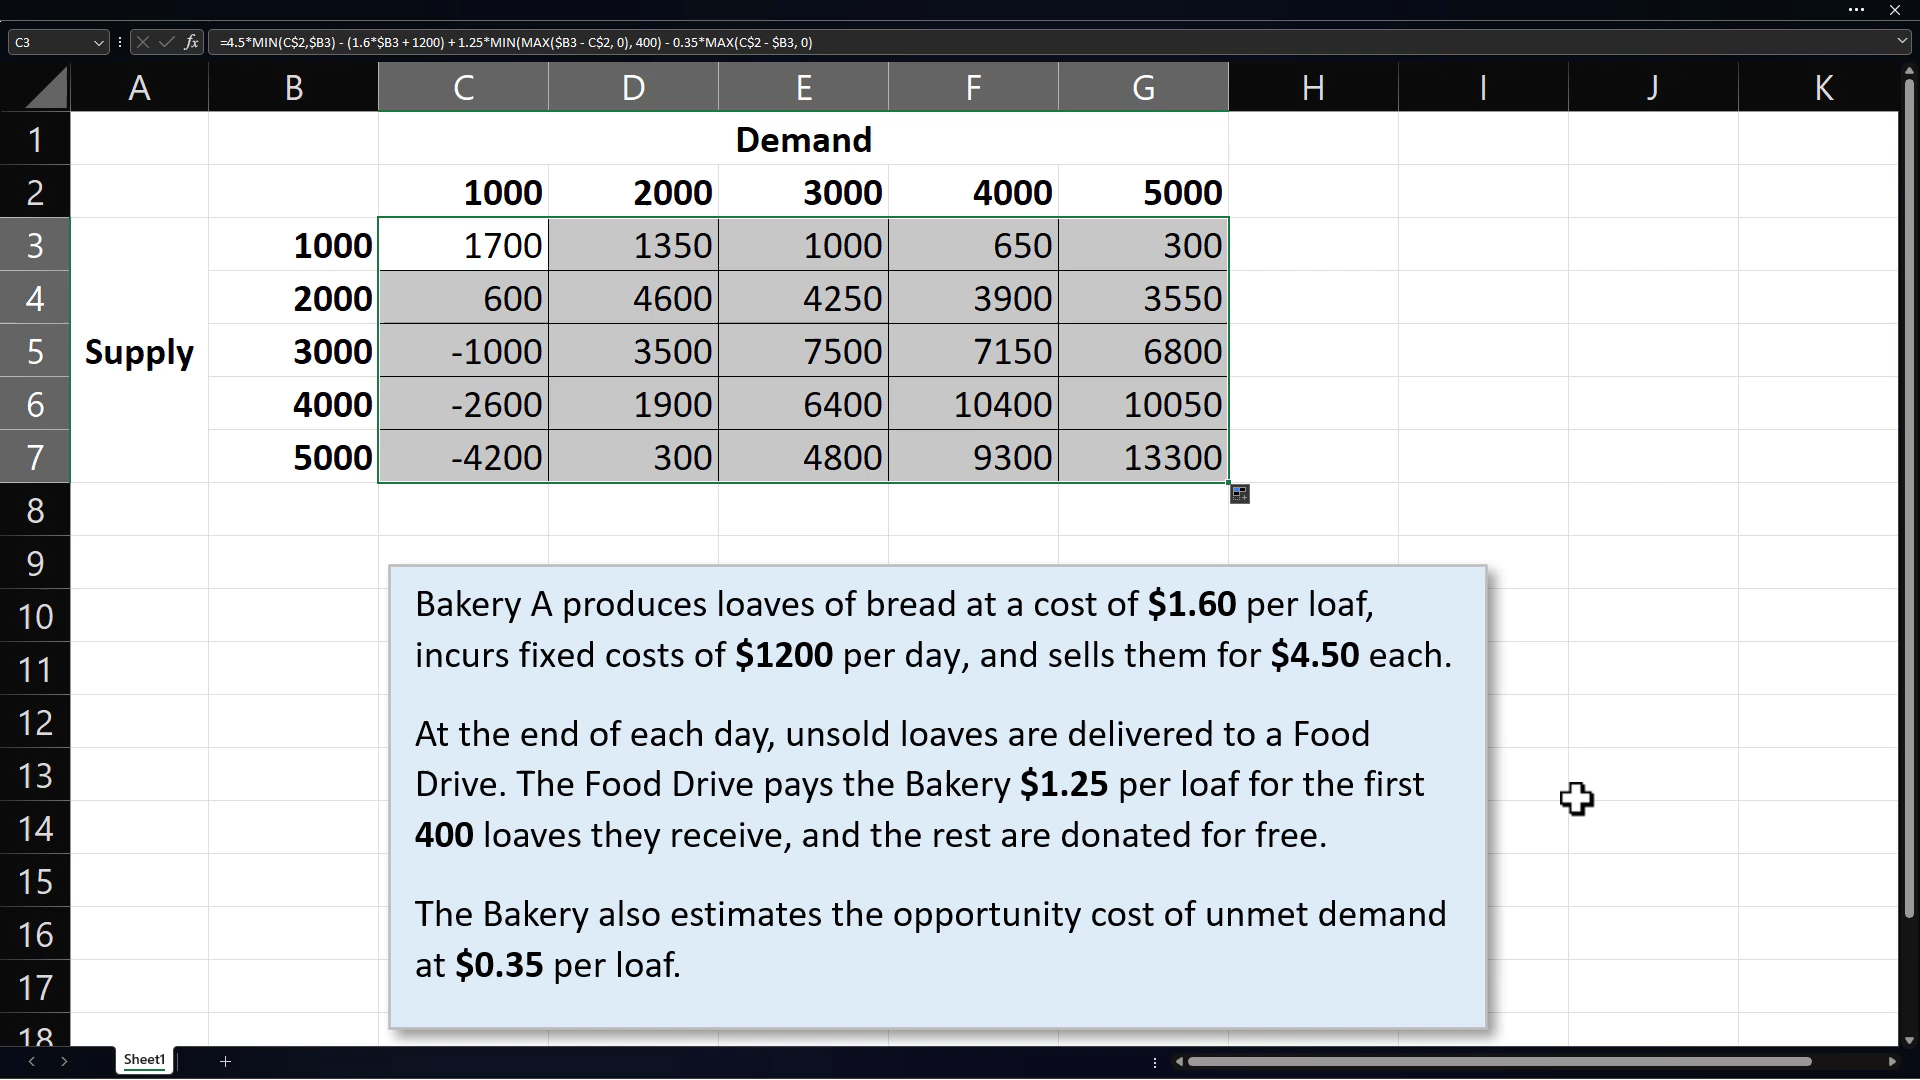 C3 fx =4.5*MIN(C$2,$B3) - (1.6*$B3 + 1200) + 1.25*MIN(MAX($B3 - C$2, 0), 400) - 0.35*MAX(C$2 - $B3, 0)
A B C D E F G H I J K
1 Demand
2 1000 2000 3000 4000 5000
3 1000 1700 1350 1000 650 300
4 2000 600 4600 4250 3900 3550
5 Supply 3000 -1000 3500 7500 7150 6800
6 4000 -2600 1900 6400 10400 10050
7 5000 -4200 300 4800 9300 13300
8
9
10
11
12
13
14
15
16
17
18
Bakery A produces loaves of bread at a cost of $1.60 per loaf,
incurs fixed costs of $1200 per day, and sells them for $4.50 each.
At the end of each day, unsold loaves are delivered to a Food
Drive. The Food Drive pays the Bakery $1.25 per loaf for the first
400 loaves they receive, and the rest are donated for free.
The Bakery also estimates the opportunity cost of unmet demand
at $0.35 per loaf.
Sheet1